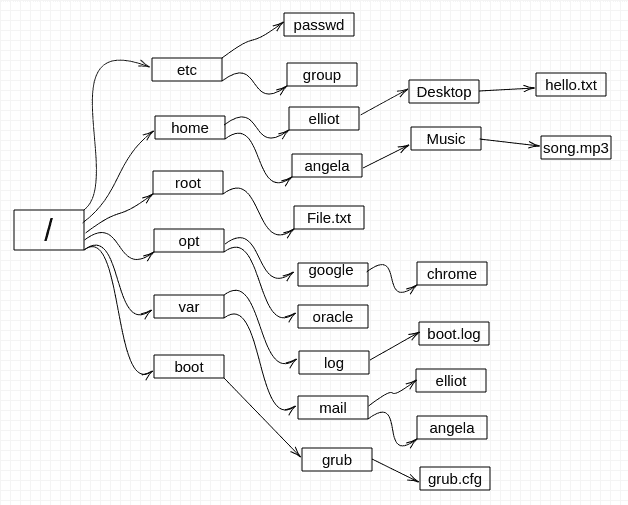 passwd
etc
group
Desktop
hello.txt
home
elliot
Music
song.mp3
angela
root
File.txt
/
opt
google
chrome
var
oracle
boot.log
boot
log
elliot
mail
angela
grub
grub.cfg